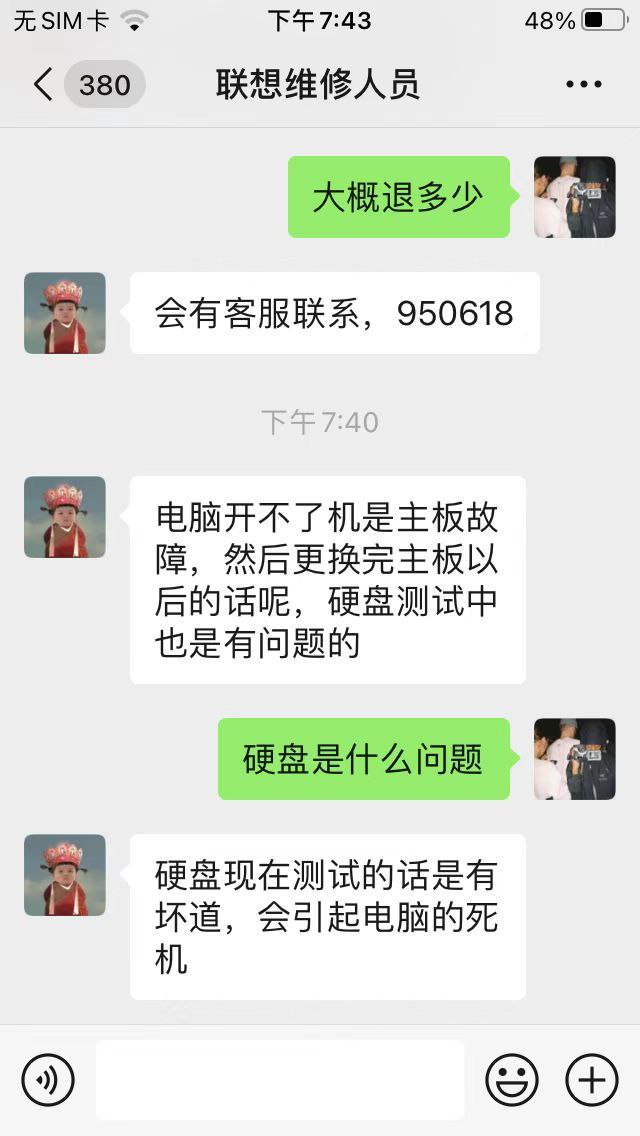 无SIM卡 下午7:43 48%
380 联想维修人员
大概退多少
会有客服联系，950618
下午7:40
电脑开不了机是主板故
障，然后更换完主板以
后的话呢，硬盘测试中
也是有问题的
硬盘是什么问题
硬盘现在测试的话是有
坏道，会引起电脑的死
机